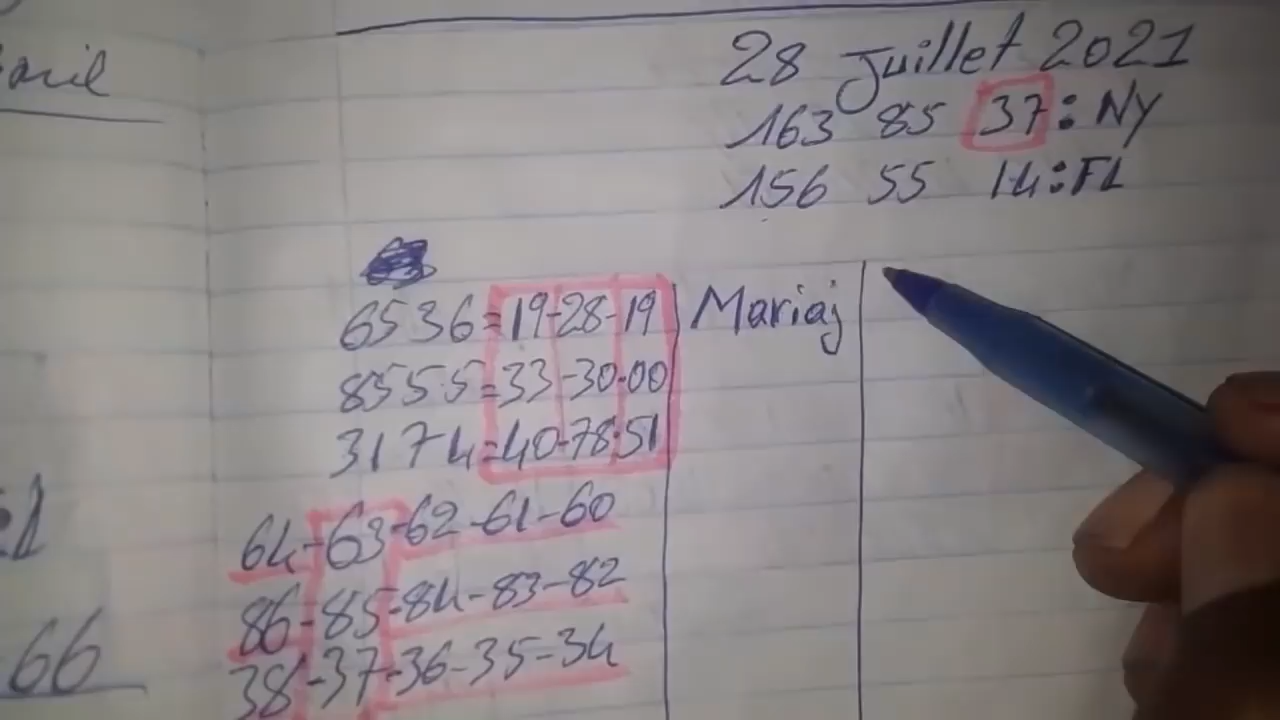 28 Juillet 2021
163 85 37:NY
156 55 14:FL
6536=19-28-19 Mariaj
8555=33-30-00
3174=40-78-51
64-63-62-61-60
86-85-84-83-82
38-37-36-35-34
66